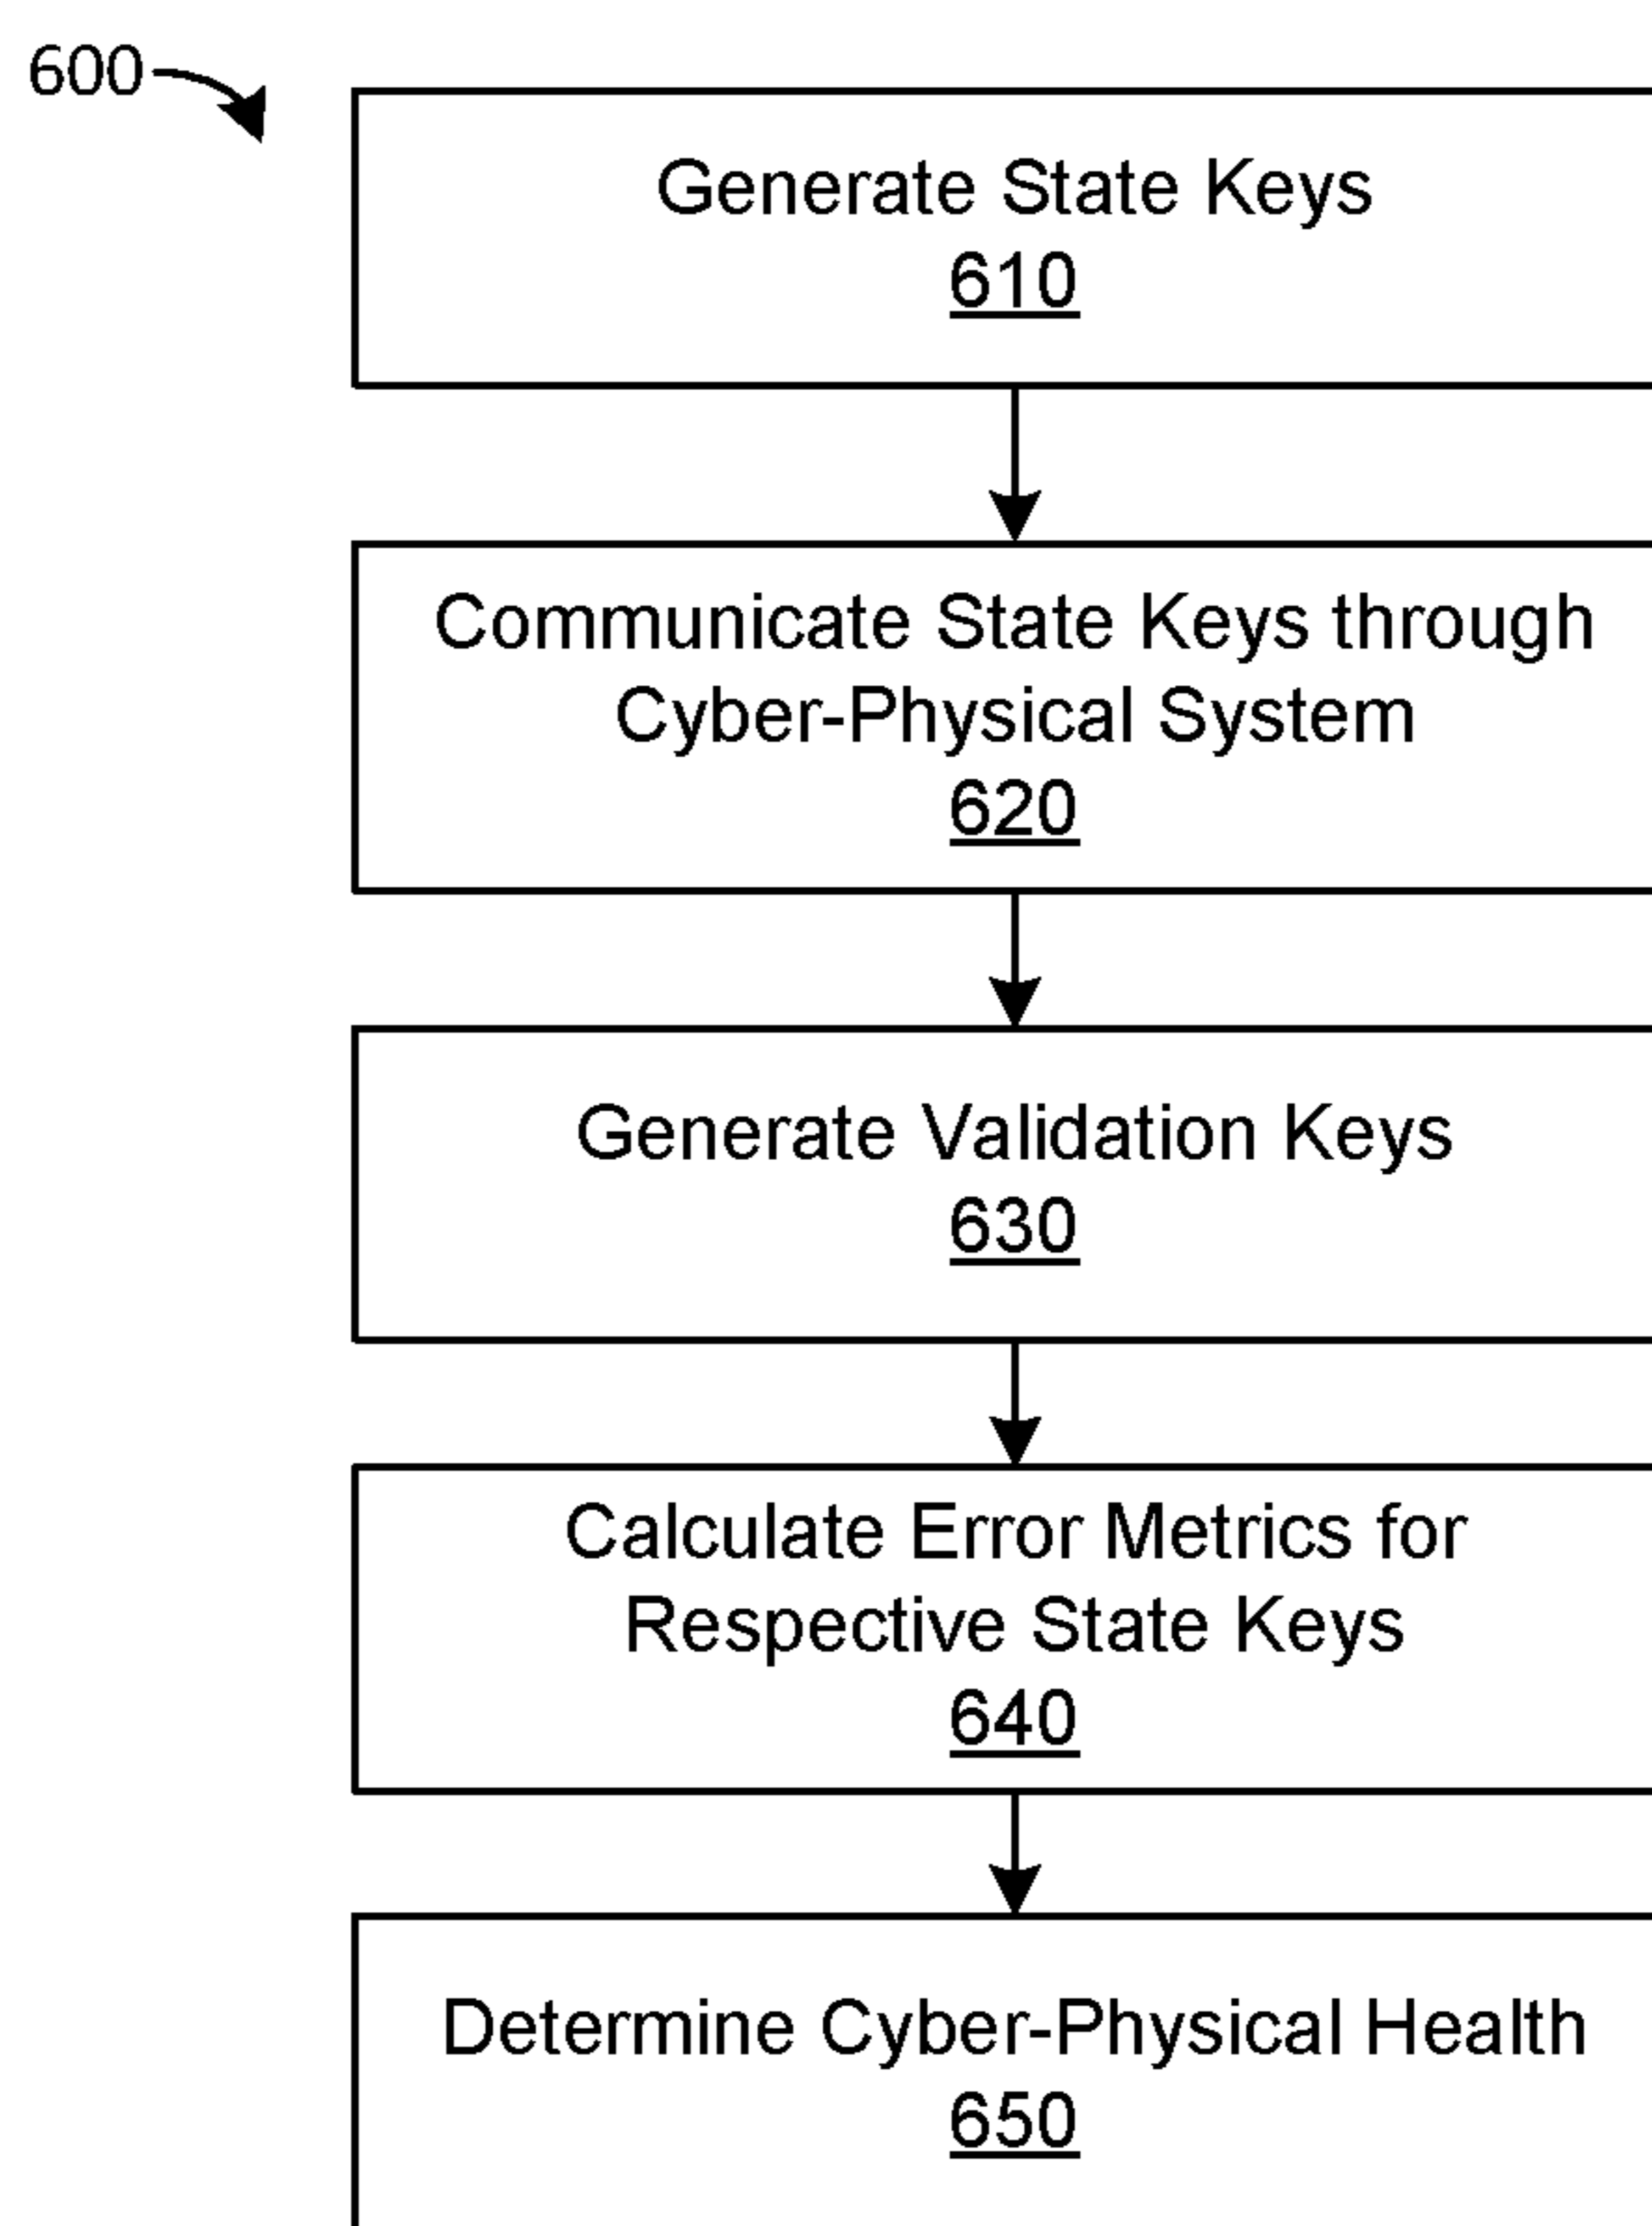 600
Generate State Keys
610
Communicate State Keys through
Cyber-Physical System
620
Generate Validation Keys
630
Calculate Error Metrics for
Respective State Keys
640
Determine Cyber-Physical Health
650